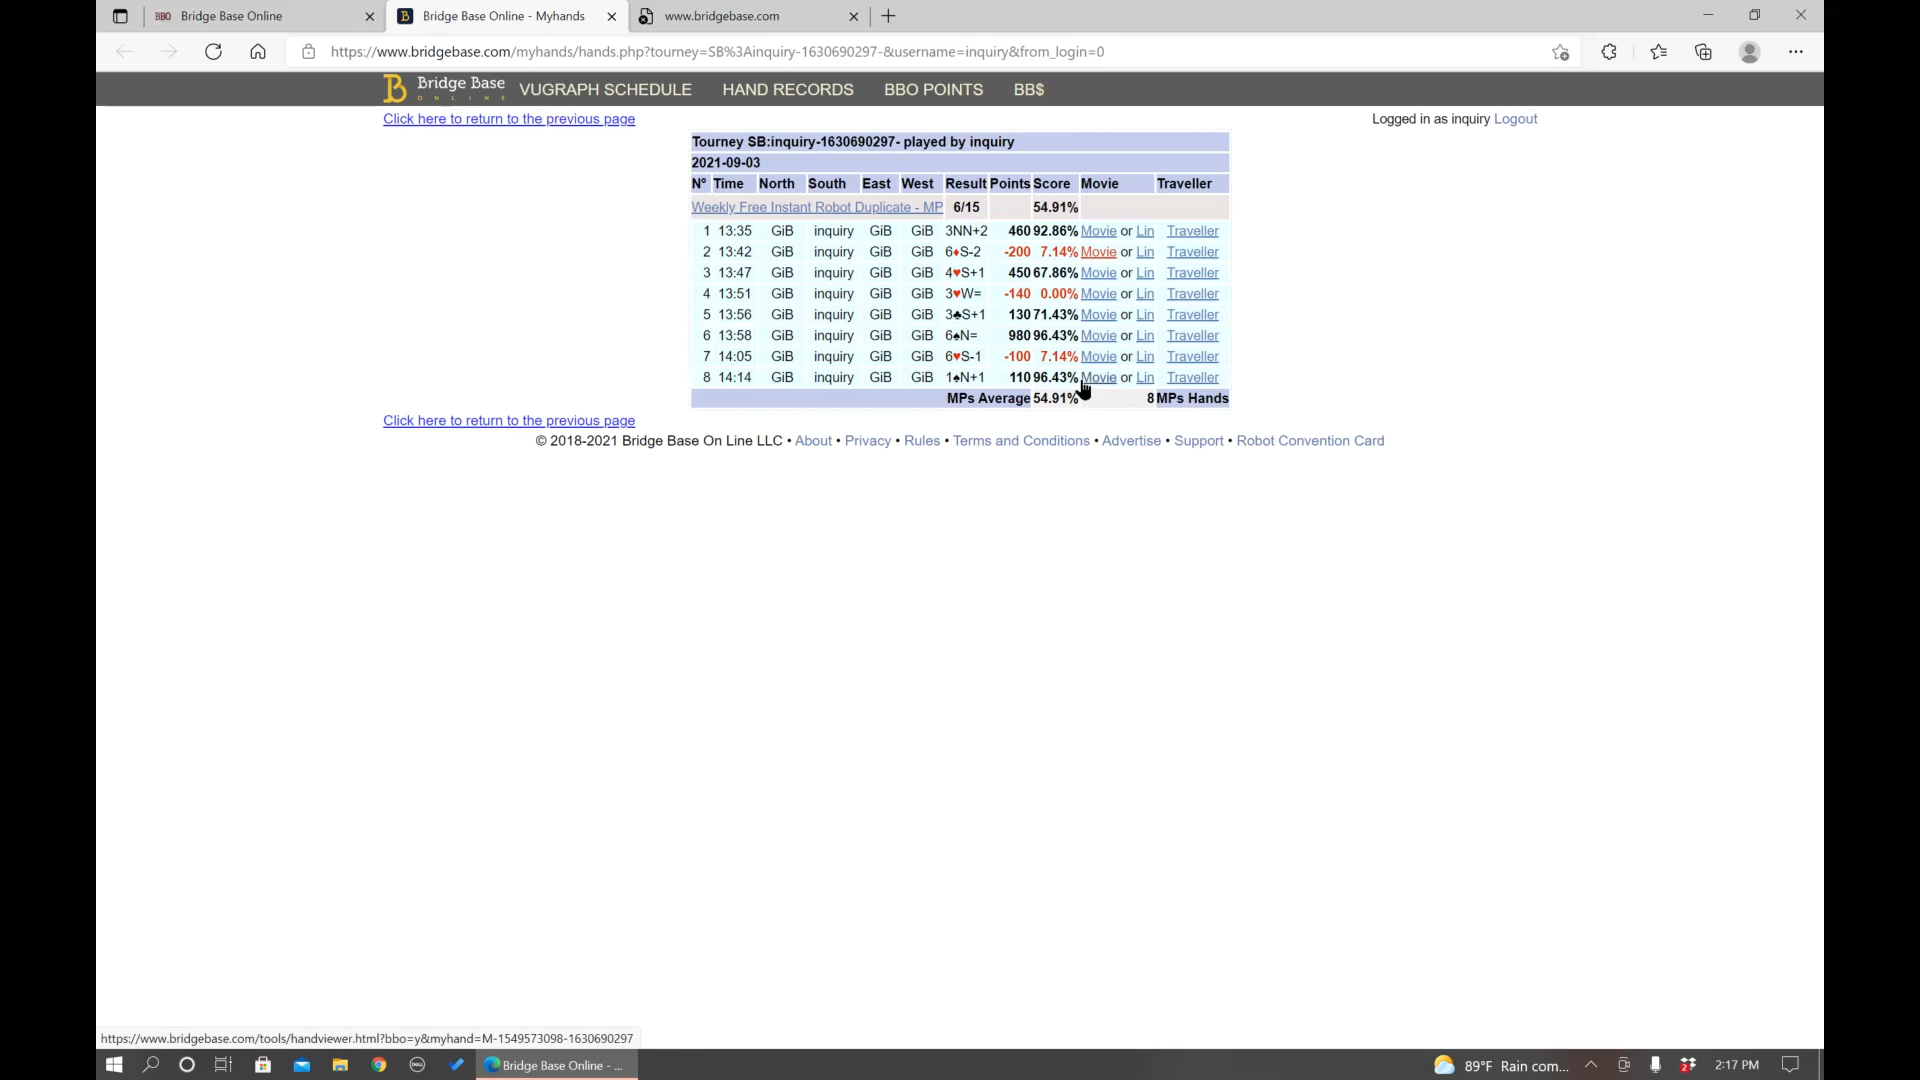 BBO Bridge Base Online
B Bridge Base Online - Myhands
www.bridgebase.com
https://www.bridgebase.com/myhands/hands.php?tourney=SB%3Ainquiry-1630690297-&username=inquiry&from_login=0
B Bridge Base ONLINE VUGRAPH SCHEDULE HAND RECORDS BBO POINTS BB$
Click here to return to the previous page
Logged in as inquiry Logout
Tourney SB:inquiry-1630690297- played by inquiry
2021-09-03
Nº Time North South East West Result Points Score Movie Traveller
Weekly Free Instant Robot Duplicate - MP 6/15 54.91%
1 13:35 GiB inquiry GiB GiB 3NN+2 460 92.86% Movie or Lin Traveller
2 13:42 GiB inquiry GiB GiB 6♦S-2 -200 7.14% Movie or Lin Traveller
3 13:47 GiB inquiry GiB GiB 4♥S+1 450 67.86% Movie or Lin Traveller
4 13:51 GiB inquiry GiB GiB 3♥W= -140 0.00% Movie or Lin Traveller
5 13:56 GiB inquiry GiB GiB 3♣S+1 130 71.43% Movie or Lin Traveller
6 13:58 GiB inquiry GiB GiB 6♠N= 980 96.43% Movie or Lin Traveller
7 14:05 GiB inquiry GiB GiB 6♥S-1 -100 7.14% Movie or Lin Traveller
8 14:14 GiB inquiry GiB GiB 1♠N+1 110 96.43% Movie or Lin Traveller
MPs Average 54.91% 8 MPs Hands
Click here to return to the previous page
© 2018-2021 Bridge Base On Line LLC • About • Privacy • Rules • Terms and Conditions • Advertise • Support • Robot Convention Card
https://www.bridgebase.com/tools/handviewer.html?bbo=y&myhand=M-1549573098-1630690297
DELL Bridge Base Online - ... 89°F Rain com... 2 2:17 PM